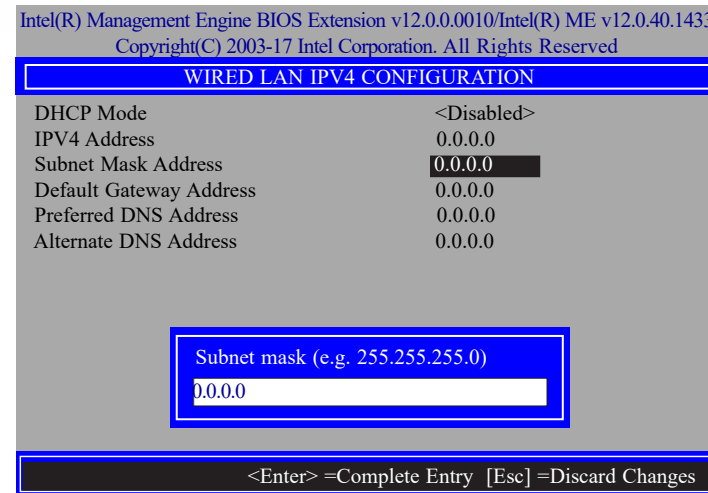 Intel(R) Management Engine BIOS Extension v12.0.0.0010/Intel(R) ME v12.0.40.1433
Copyright(C) 2003-17 Intel Corporation. All Rights Reserved
WIRED LAN IPV4 CONFIGURATION
DHCP Mode <Disabled>
IPV4 Address 0.0.0.0
Subnet Mask Address 0.0.0.0
Default Gateway Address 0.0.0.0
Preferred DNS Address 0.0.0.0
Alternate DNS Address 0.0.0.0
Subnet mask (e.g. 255.255.255.0)
0.0.0.0
<Enter> =Complete Entry [Esc] =Discard Changes